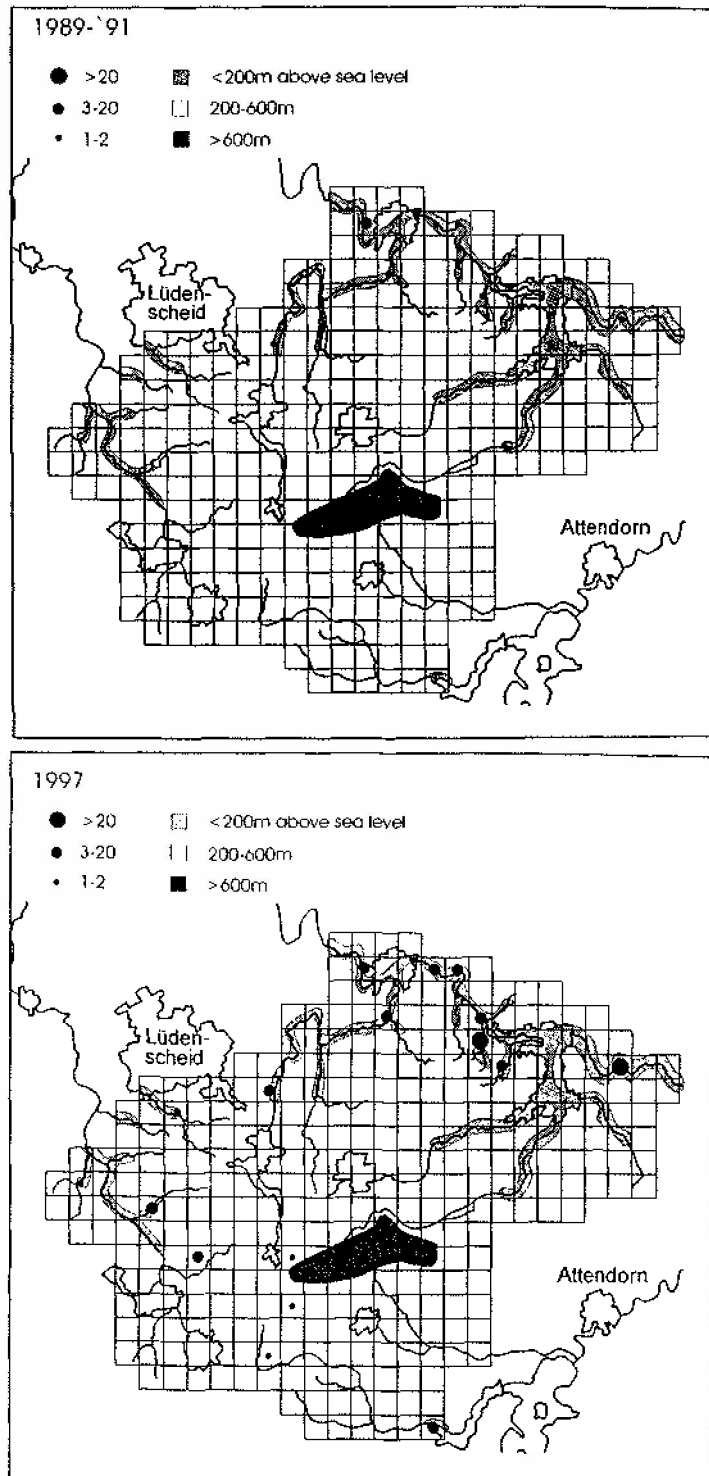 1989-`91
>20 <200m above sea level
3-20 200-600m
1-2 >600m
Lüden-
scheid
Attendorn
1997
>20 <200m above sea level
3-20 200-600m
1-2 >600m
Lüden-
scheid
Attendorn